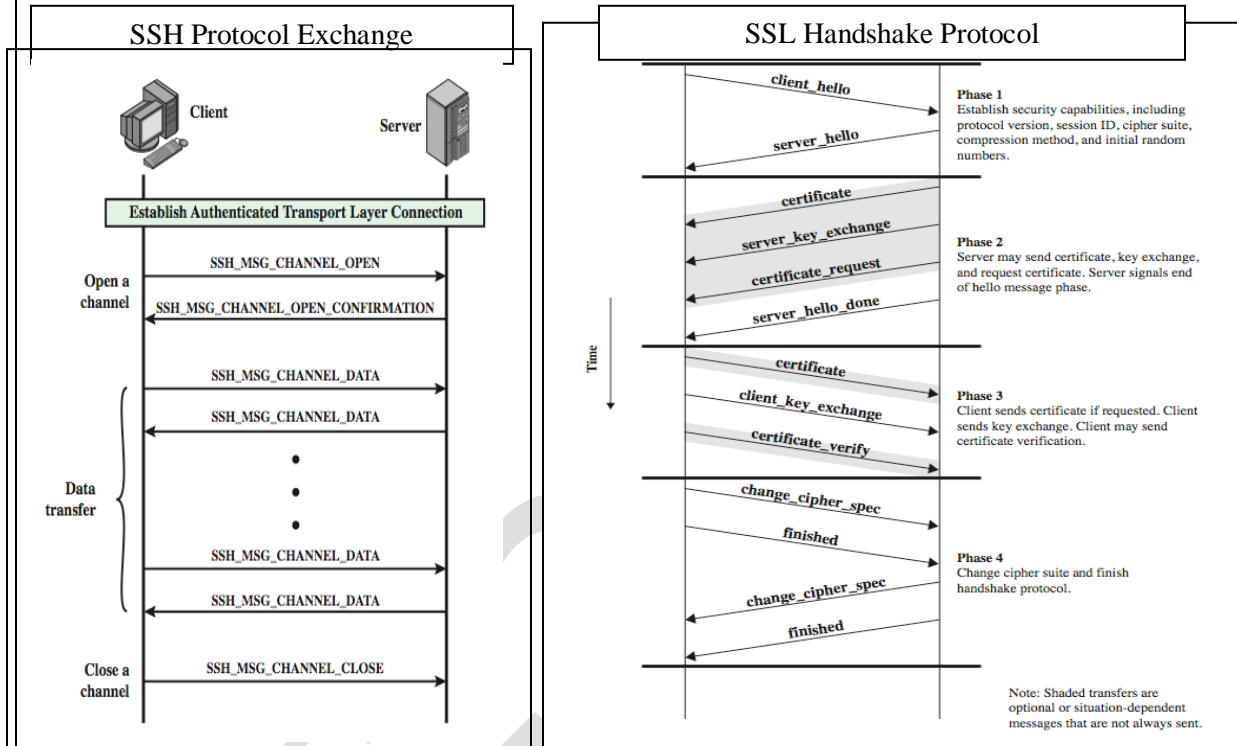 SSH Protocol Exchange
Client
Server
Establish Authenticated Transport Layer Connection
Open a
channel
SSH_MSG_CHANNEL_OPEN
SSH_MSG_CHANNEL_OPEN_CONFIRMATION
Data
transfer
SSH_MSG_CHANNEL_DATA
SSH_MSG_CHANNEL_DATA
SSH_MSG_CHANNEL_DATA
SSH_MSG_CHANNEL_DATA
Close a
channel
SSH_MSG_CHANNEL_CLOSE
SSL Handshake Protocol
Time
client_hello
server_hello
Phase 1
Establish security capabilities, including
protocol version, session ID, cipher suite,
compression method, and initial random
numbers.
certificate
server_key_exchange
certificate_request
server_hello_done
Phase 2
Server may send certificate, key exchange,
and request certificate. Server signals end
of hello message phase.
certificate
client_key_exchange
certificate_verify
Phase 3
Client sends certificate if requested. Client
sends key exchange. Client may send
certificate verification.
change_cipher_spec
finished
change_cipher_spec
finished
Phase 4
Change cipher suite and finish
handshake protocol.
Note: Shaded transfers are
optional or situation-dependent
messages that are not always sent.